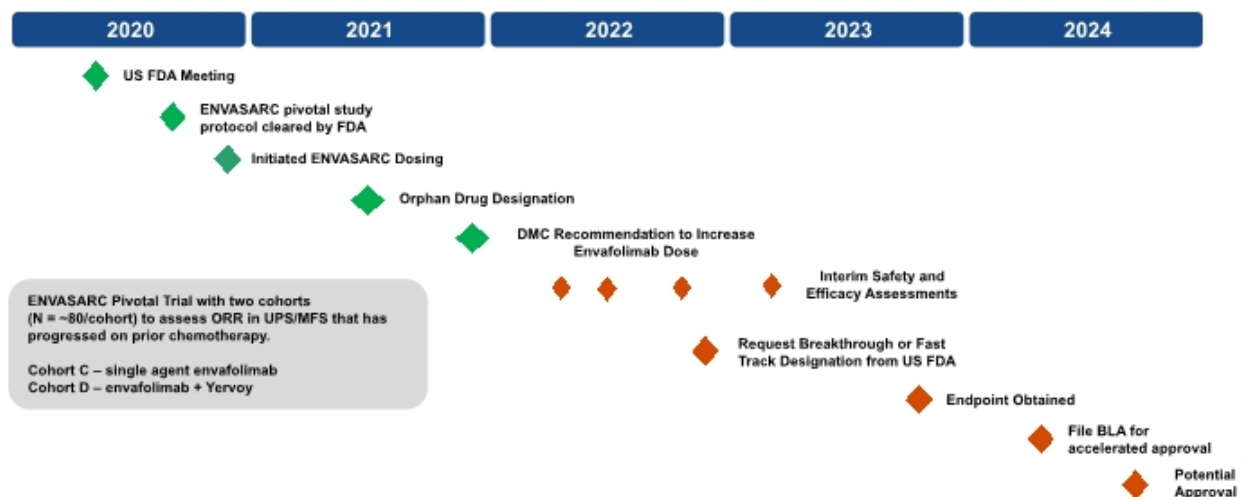 2020 2021 2022 2023 2024
US FDA Meeting
ENVASARC pivotal study
protocol cleared by FDA
Initiated ENVASARC Dosing
Orphan Drug Designation
DMC Recommendation to Increase
Envafolimab Dose
Interim Safety and
Efficacy Assessments
ENVASARC Pivotal Trial with two cohorts
(N = ~80/cohort) to assess ORR in UPS/MFS that has
progressed on prior chemotherapy.
Cohort C – single agent envafolimab
Cohort D – envafolimab + Yervoy
Request Breakthrough or Fast
Track Designation from US FDA
Endpoint Obtained
File BLA for
accelerated approval
Potential
Approval